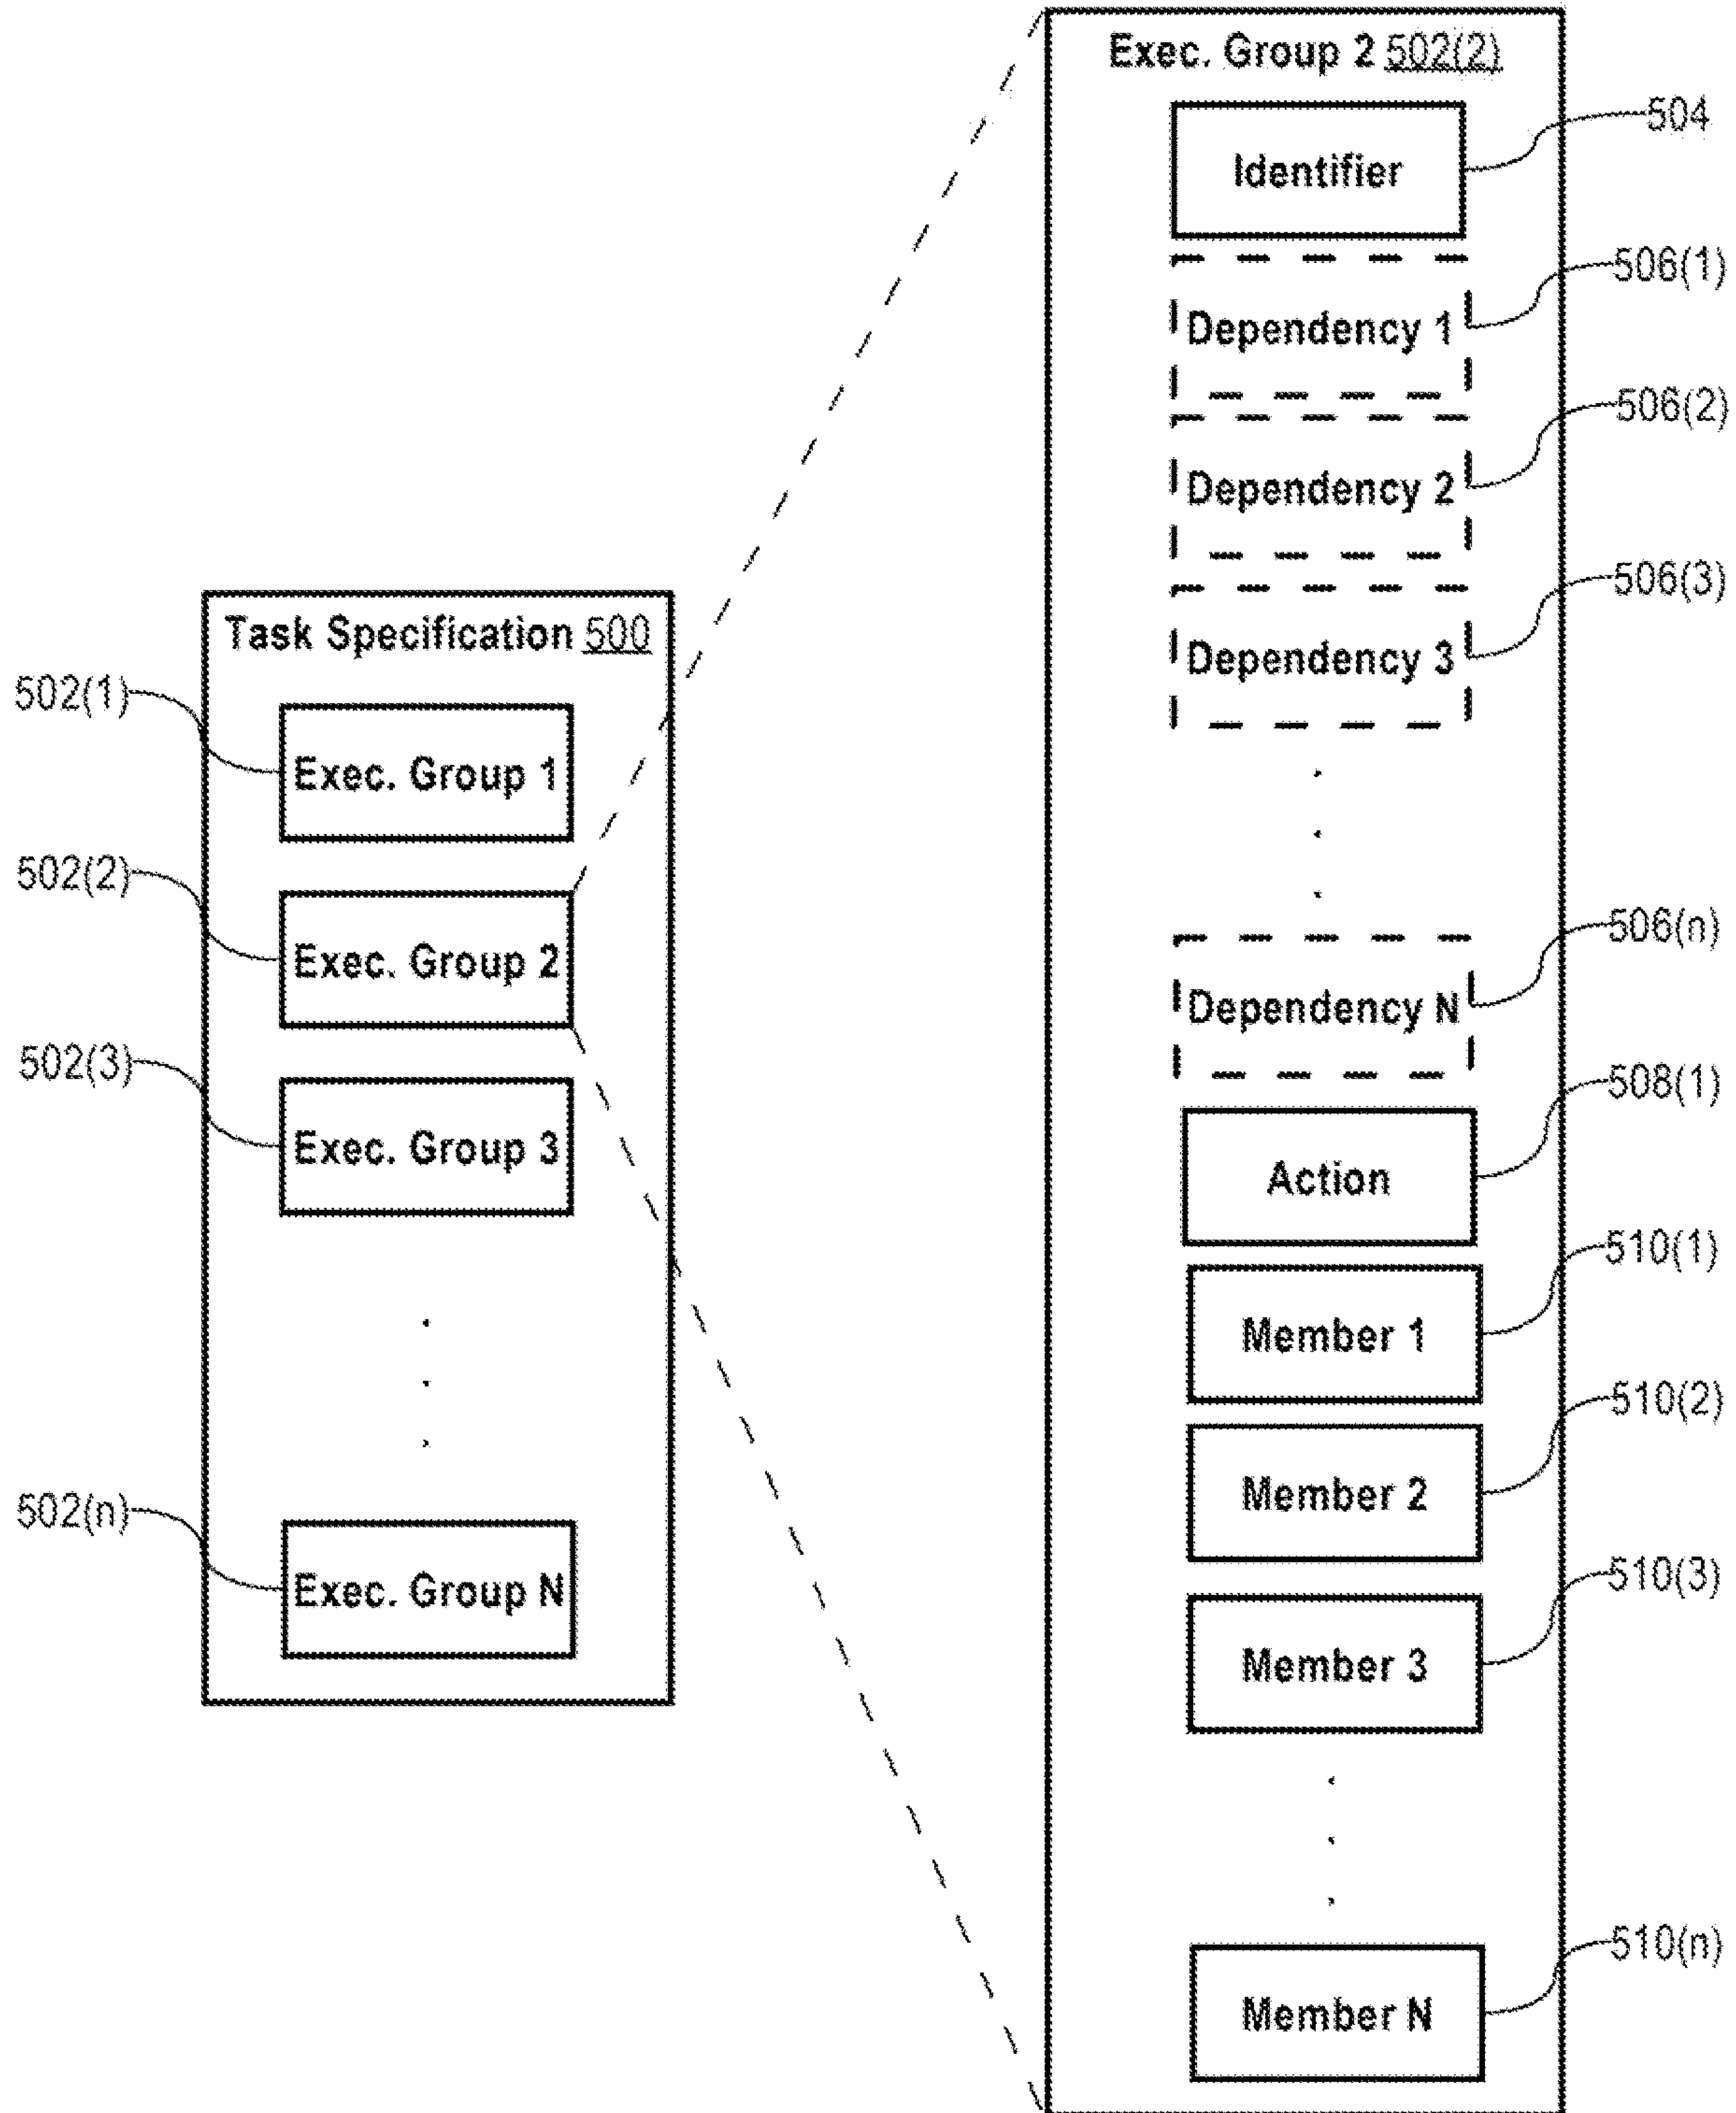 Task Specification 500
502(1)
Exec. Group 1
502(2)
Exec. Group 2
502(3)
Exec. Group 3
.
.
.
502(n)
Exec. Group N
Exec. Group 2 502(2)
504
Identifier
506(1)
Dependency 1
506(2)
Dependency 2
506(3)
Dependency 3
.
.
.
506(n)
Dependency N
508(1)
Action
510(1)
Member 1
510(2)
Member 2
510(3)
Member 3
.
.
.
510(n)
Member N